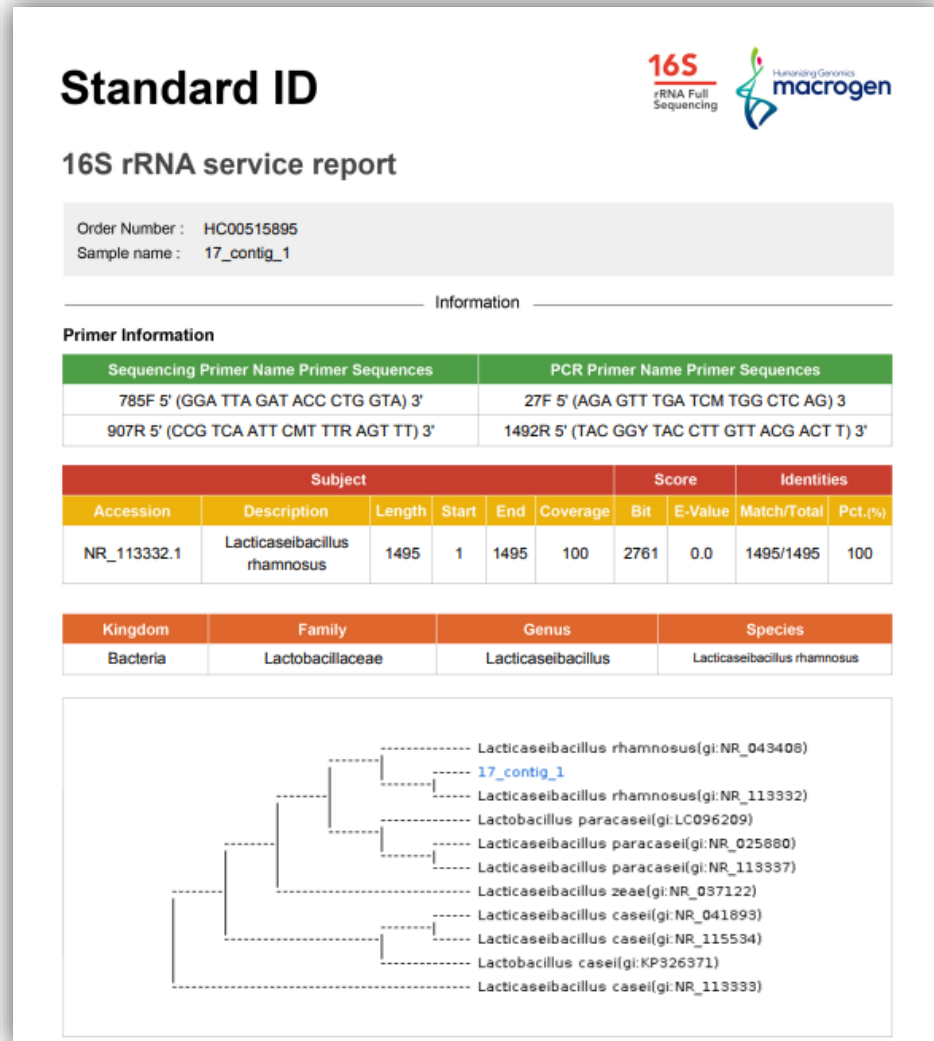 Standard ID
16S
rRNA Full
Sequencing
Humanizing Genomics
macrogen
16S rRNA service report
Order Number : HC00515895
Sample name : 17_contig_1
Information
Primer Information
Sequencing Primer Name Primer Sequences PCR Primer Name Primer Sequences
785F 5' (GGA TTA GAT ACC CTG GTA) 3' 27F 5' (AGA GTT TGA TCM TGG CTC AG) 3
907R 5' (CCG TCA ATT CMT TTR AGT TT) 3' 1492R 5' (TAC GGY TAC CTT GTT ACG ACT T) 3'
Subject Score Identities
Accession Description Length Start End Coverage Bit E-Value Match/Total Pct.(%)
NR_113332.1 Lacticaseibacillus rhamnosus 1495 1 1495 100 2761 0.0 1495/1495 100
Kingdom Family Genus Species
Bacteria Lactobacillaceae Lacticaseibacillus Lacticaseibacillus rhamnosus
Lacticaseibacillus rhamnosus(gi:NR_043408)
17_contig_1
Lacticaseibacillus rhamnosus(gi:NR_113332)
Lactobacillus paracasei(gi:LC096209)
Lacticaseibacillus paracasei(gi:NR_025880)
Lacticaseibacillus paracasei(gi:NR_113337)
Lacticaseibacillus zeae(gi:NR_037122)
Lacticaseibacillus casei(gi:NR_041893)
Lacticaseibacillus casei(gi:NR_115534)
Lactobacillus casei(gi:KP326371)
Lacticaseibacillus casei(gi:NR_113333)